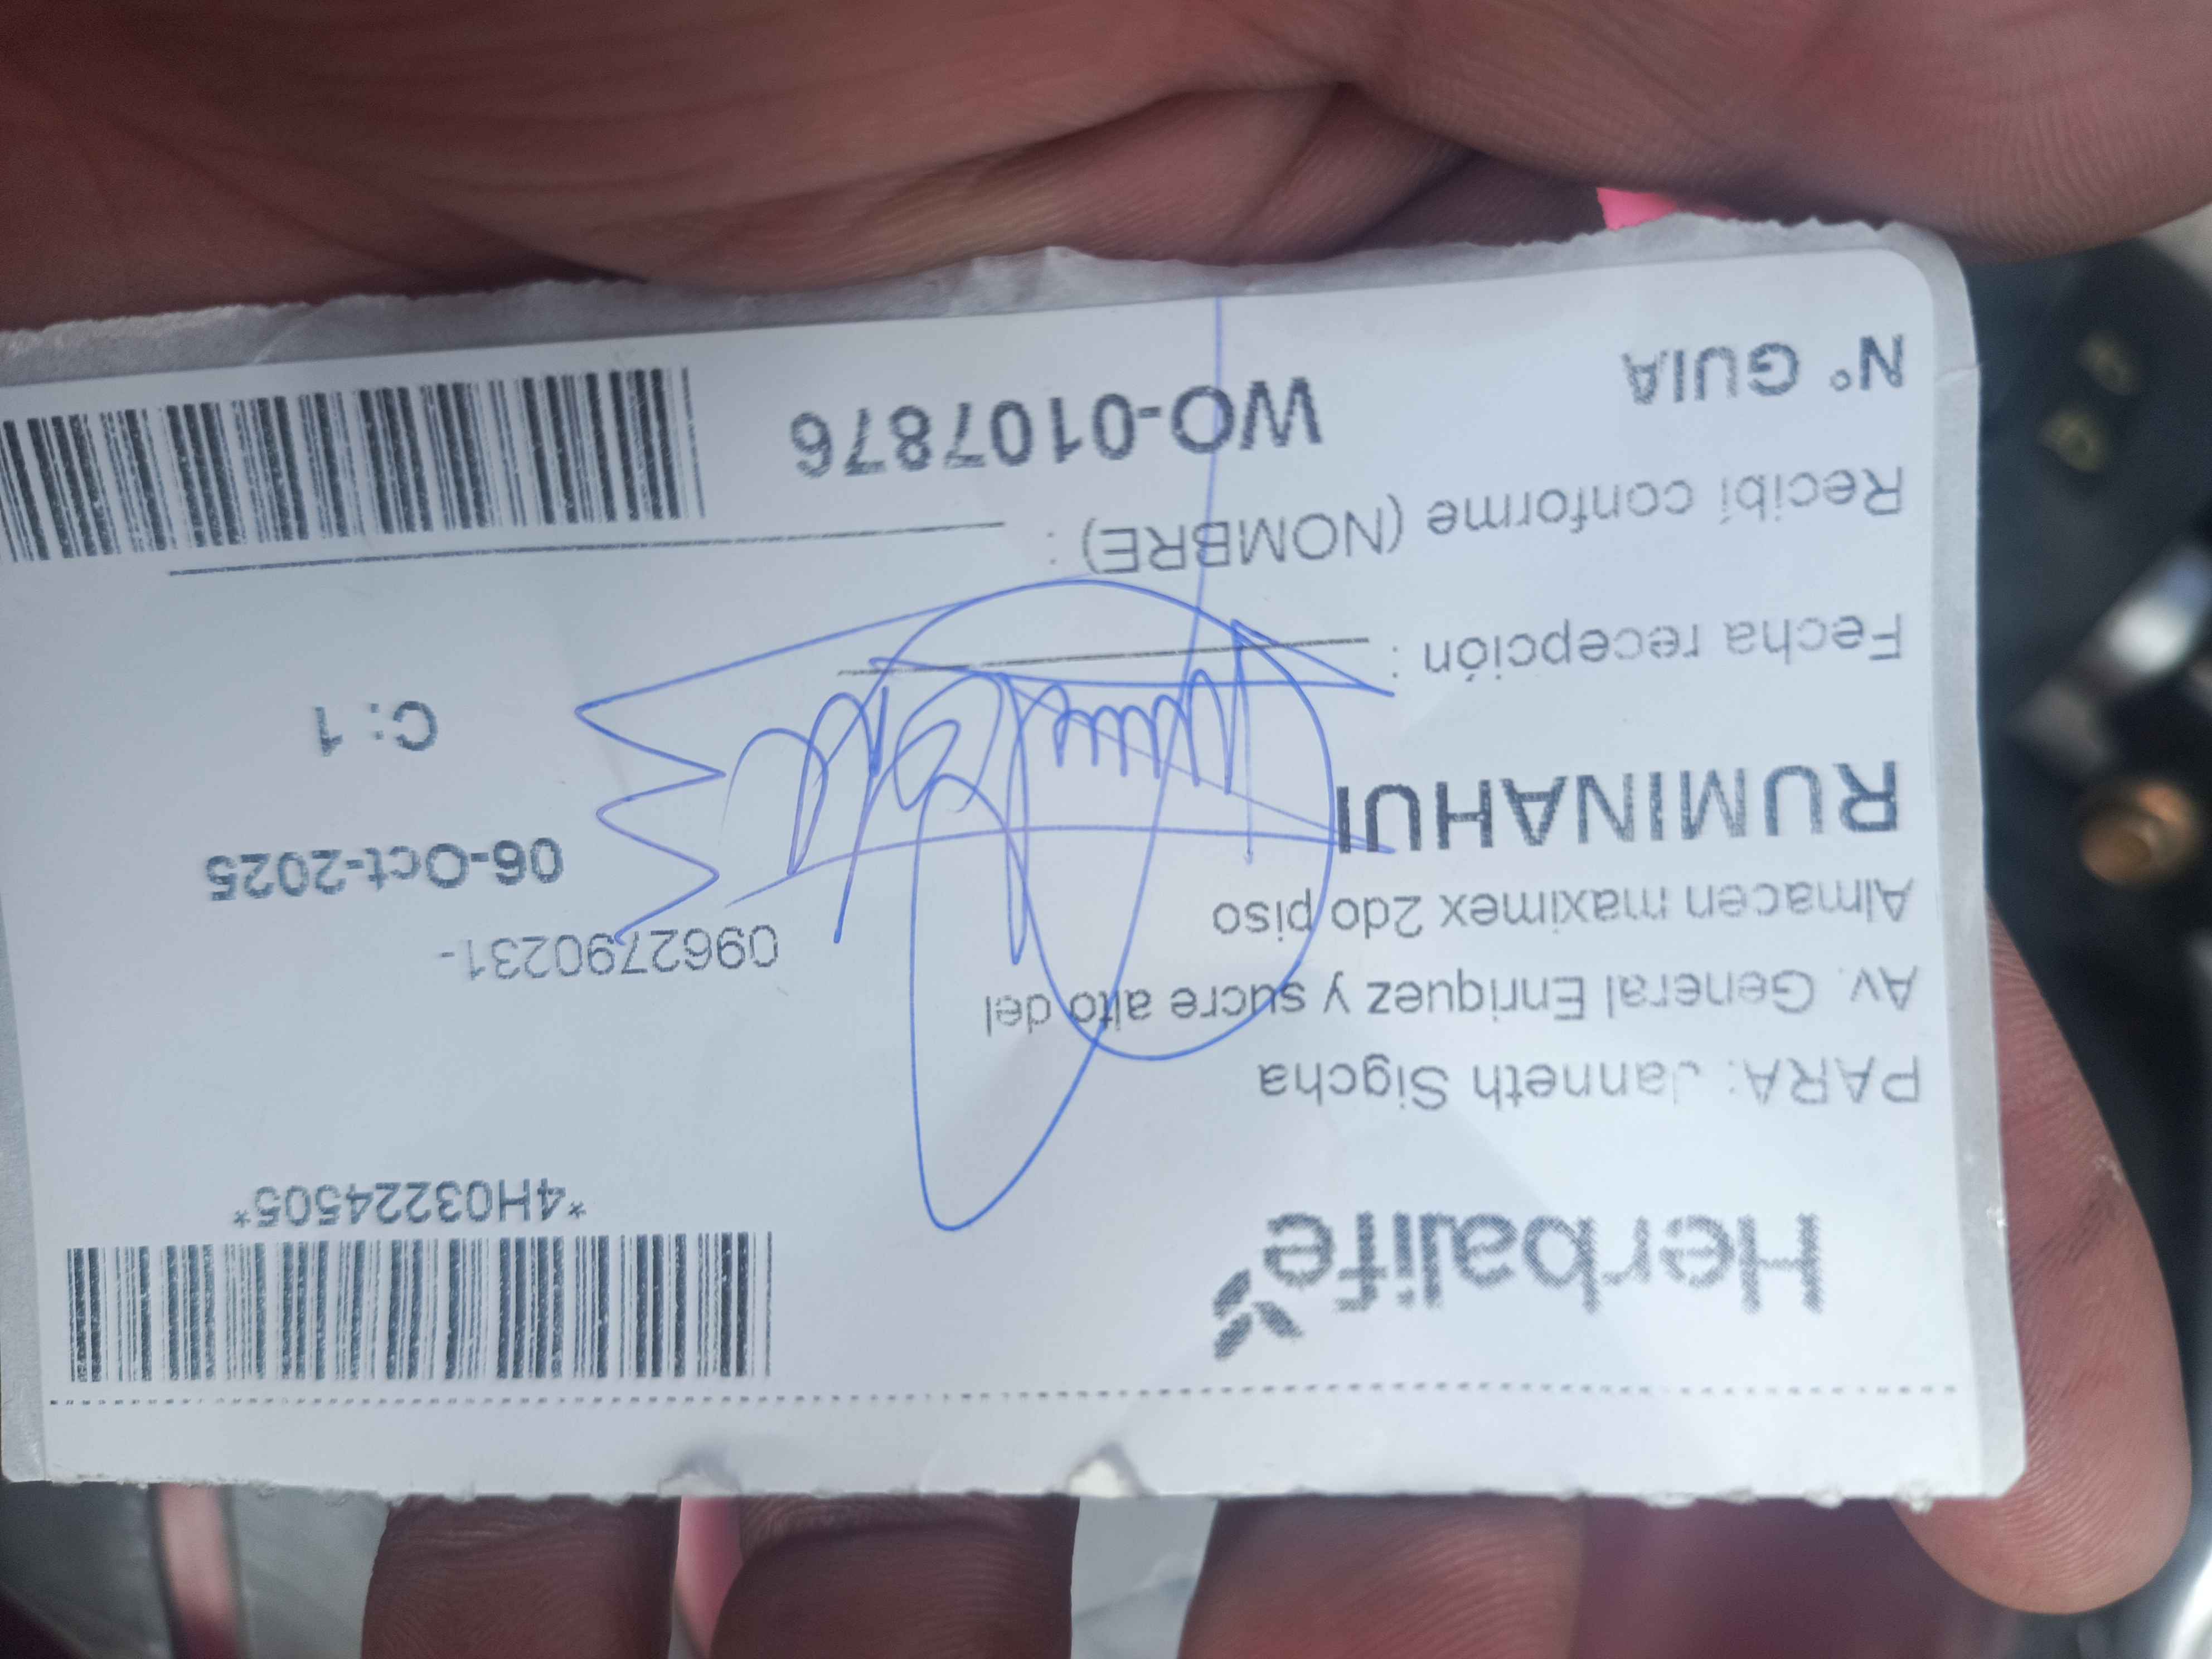 Herbalife
*4H03224505*
PARA: Janneth Sigcha
Av. General Enriquez y sucre alto del
Almacen maximex 2do piso
0962790231-
RUMINAHUI
06-Oct-2025
Fecha recepción :
C: 1
Recibí conforme (NOMBRE) :
N° GUIA
WO-0107876